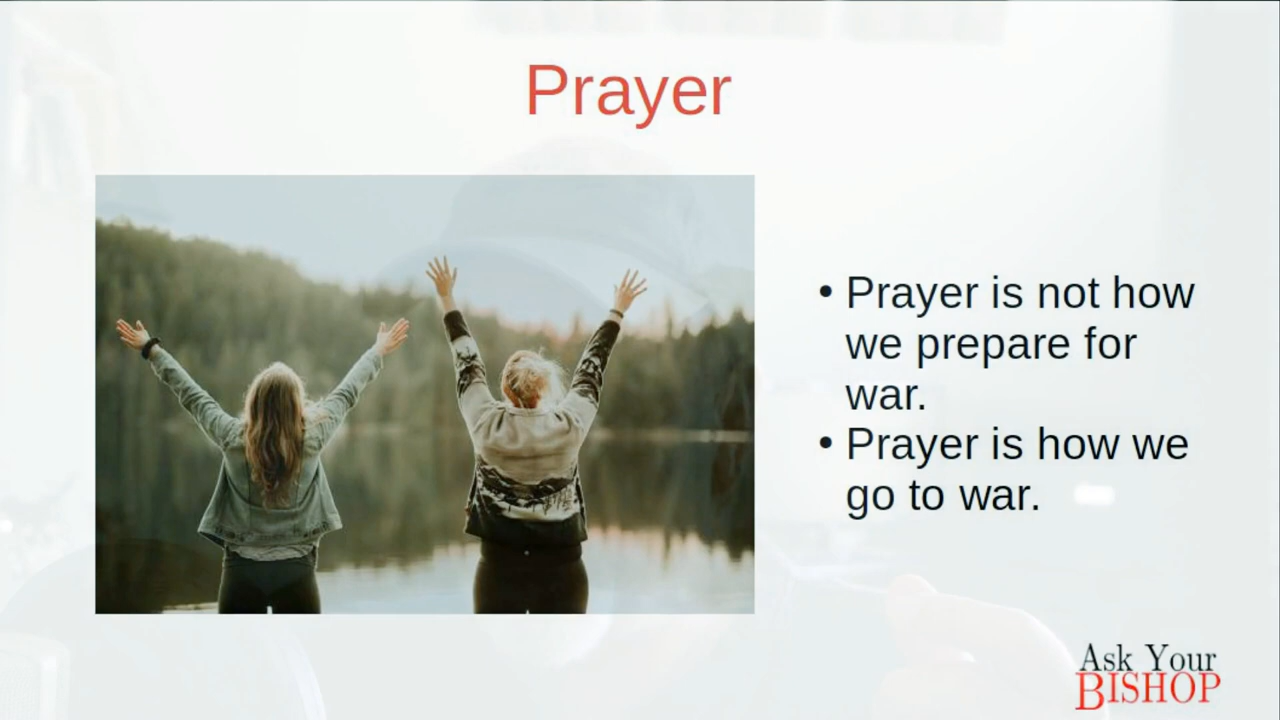 Prayer
• Prayer is not how
we prepare for
war.
• Prayer is how we
go to war.
Ask Your
BISHOP